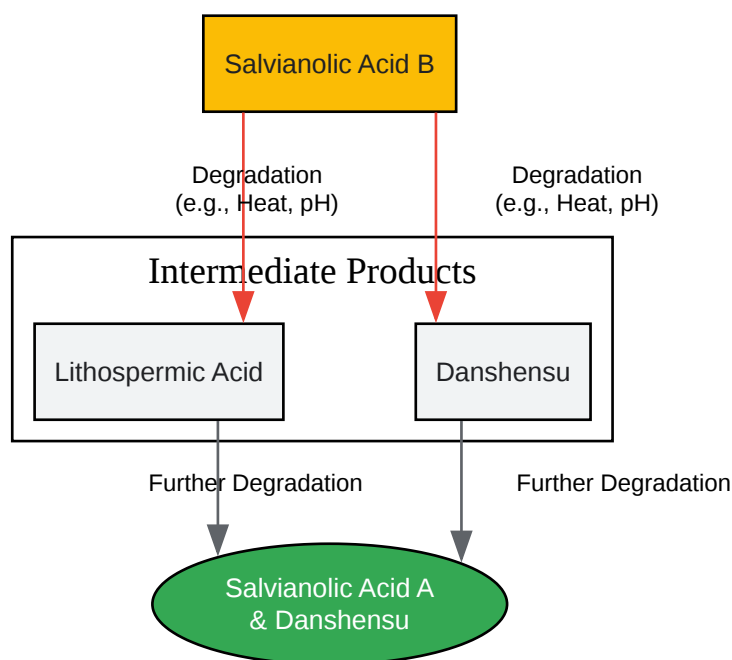 Salvianolic Acid B
Degradation
(e.g., Heat, pH)
Degradation
(e.g., Heat, pH)
Intermediate Products
Lithospermic Acid
Danshensu
Further Degradation
Further Degradation
Salvianolic Acid A
& Danshensu